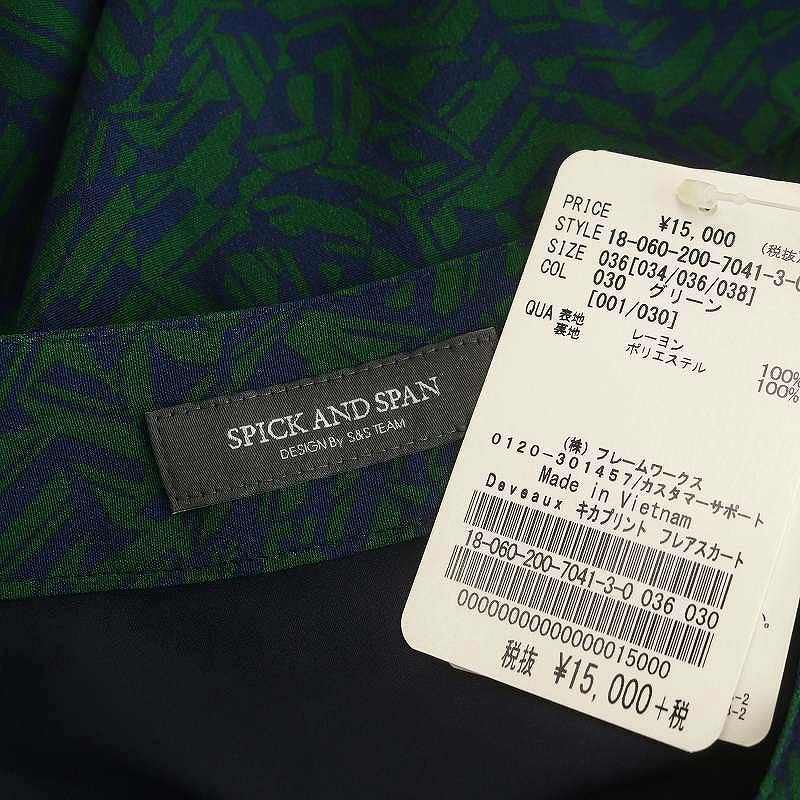 SPICK AND SPAN
DESIGN By S&S TEAM
PRICE ¥15,000 (税抜)
STYLE 18-060-200-7041-3-0
SIZE 036[034/036/038]
COL 030 グリーン
[001/030]
QUA 表地 レーヨン 100%
裏地 ポリエステル 100%
(株) フレームワークス
0120-301457/カスタマーサポート
Made in Vietnam
Deveaux キカプリント フレアスカート
18-060-200-7041-3-0 036 030
0000000000000015000
税抜 ¥15,000+税